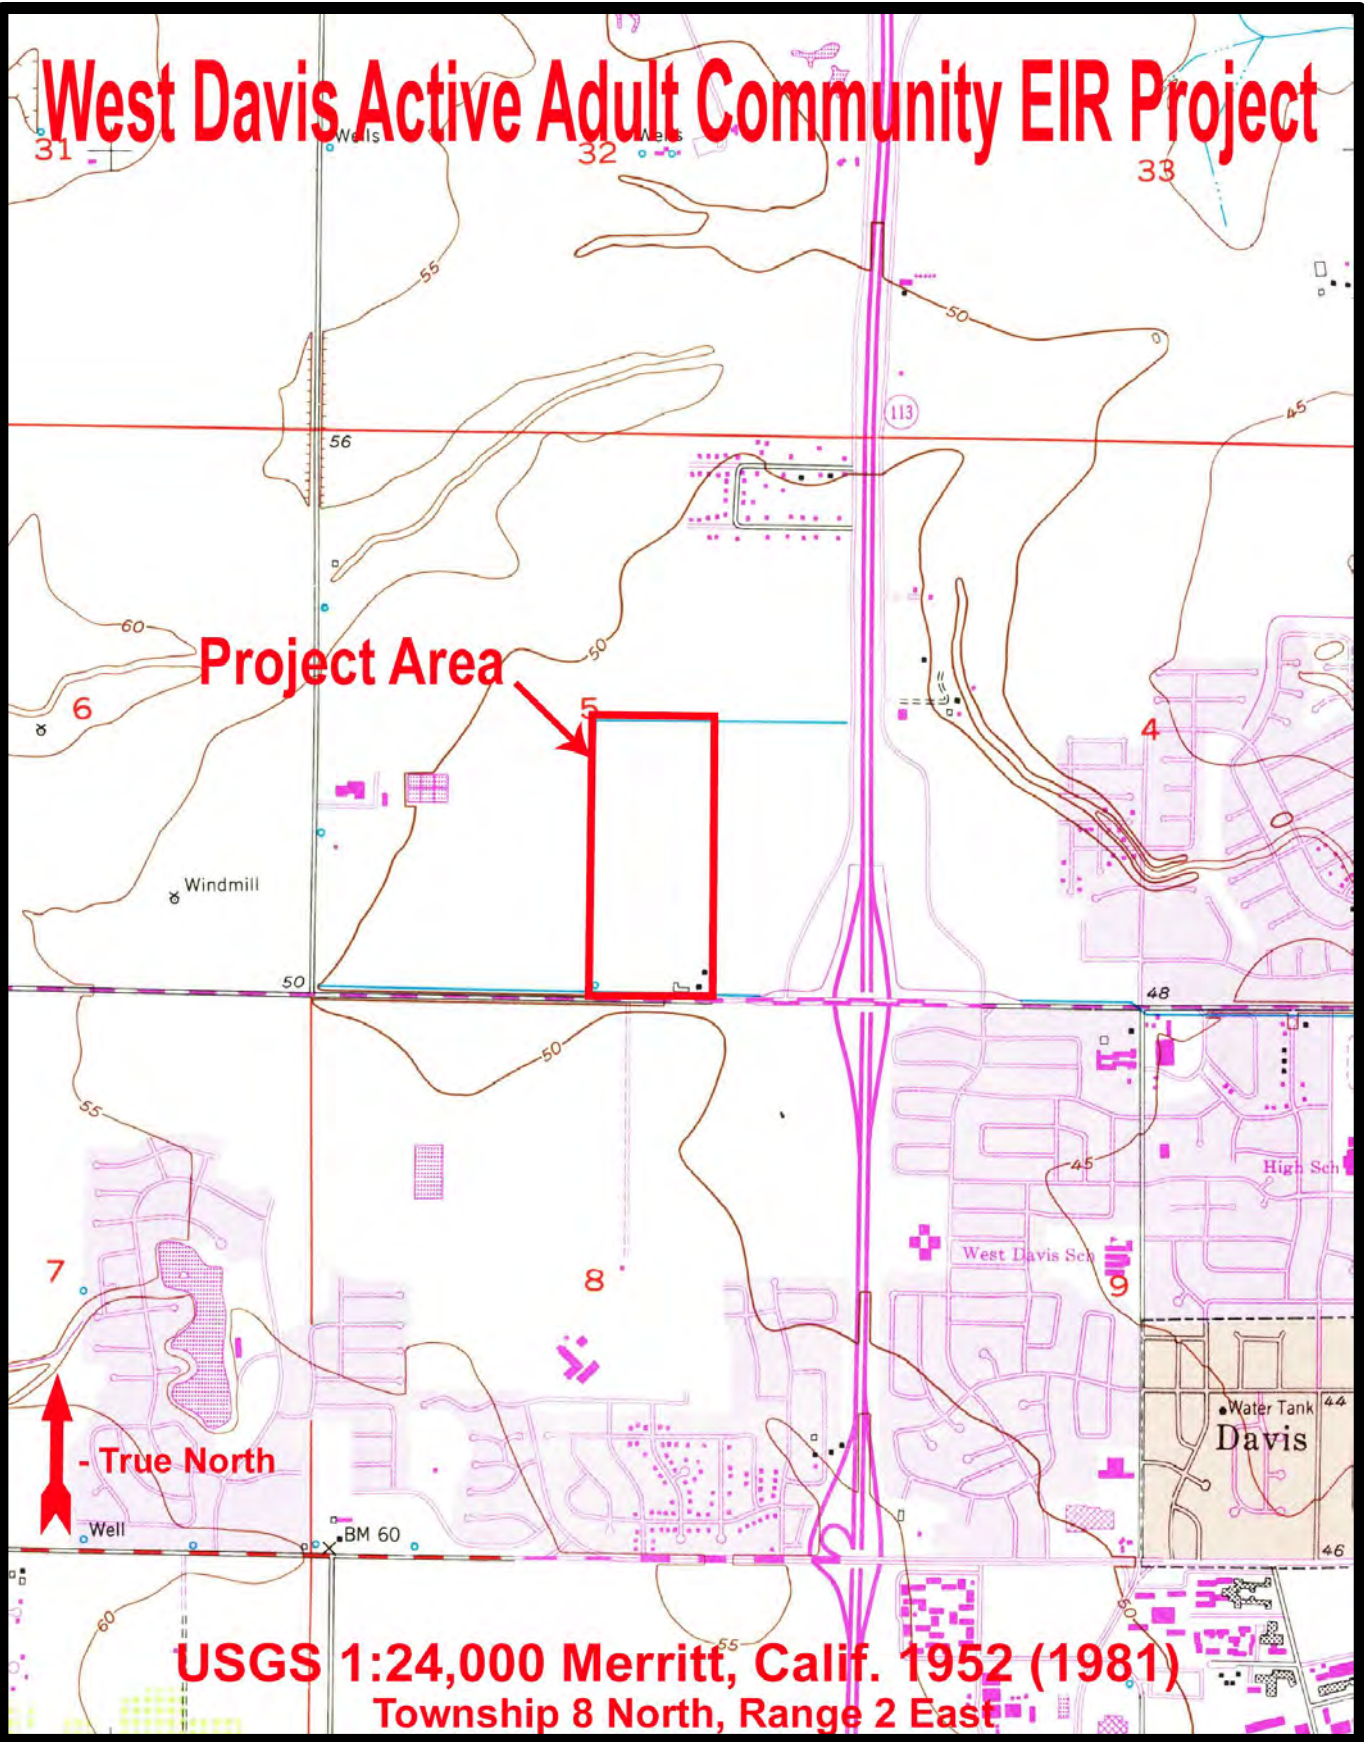 West Davis Active Adult Community EIR Project
Wells
Wells
31
32
33
55
50
113
45
56
60
50
Project Area
6
5
4
Windmill
50
48
50
55
45
High Sch
West Davis Sch
7
8
9
Water Tank
44
Davis
- True North
Well
BM 60
46
60
55
50
USGS 1:24,000 Merritt, Calif. 1952 (1981)
Township 8 North, Range 2 East